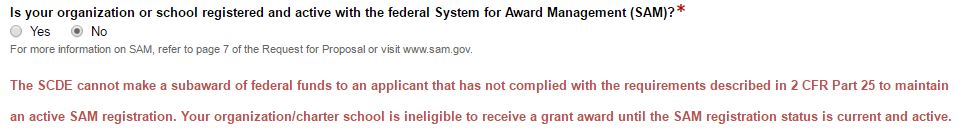 Is your organization or school registered and active with the federal System for Award Management (SAM)?*
Yes No
For more information on SAM, refer to page 7 of the Request for Proposal or visit www.sam.gov.
The SCDE cannot make a subaward of federal funds to an applicant that has not complied with the requirements described in 2 CFR Part 25 to maintain
an active SAM registration. Your organization/charter school is ineligible to receive a grant award until the SAM registration status is current and active.